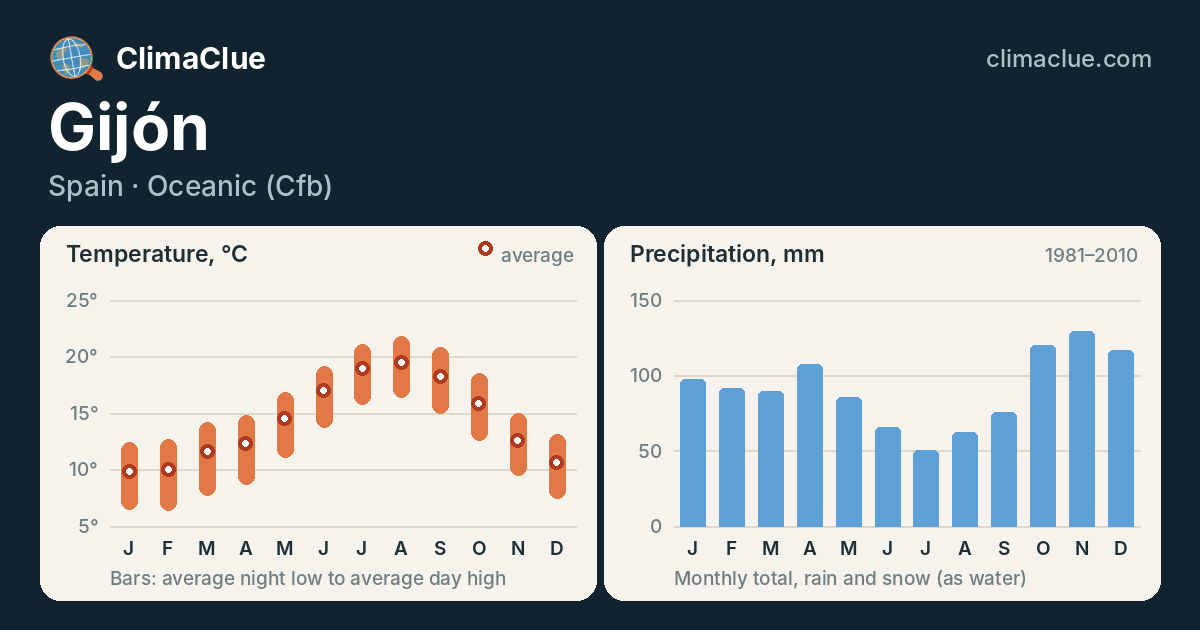 ClimaClue
climaclue.com
Gijón
Spain · Oceanic (Cfb)
Temperature, °C
average
25°
20°
15°
10°
5°
J F M A M J J A S O N D
Bars: average night low to average day high
Precipitation, mm
1981–2010
150
100
50
0
J F M A M J J A S O N D
Monthly total, rain and snow (as water)